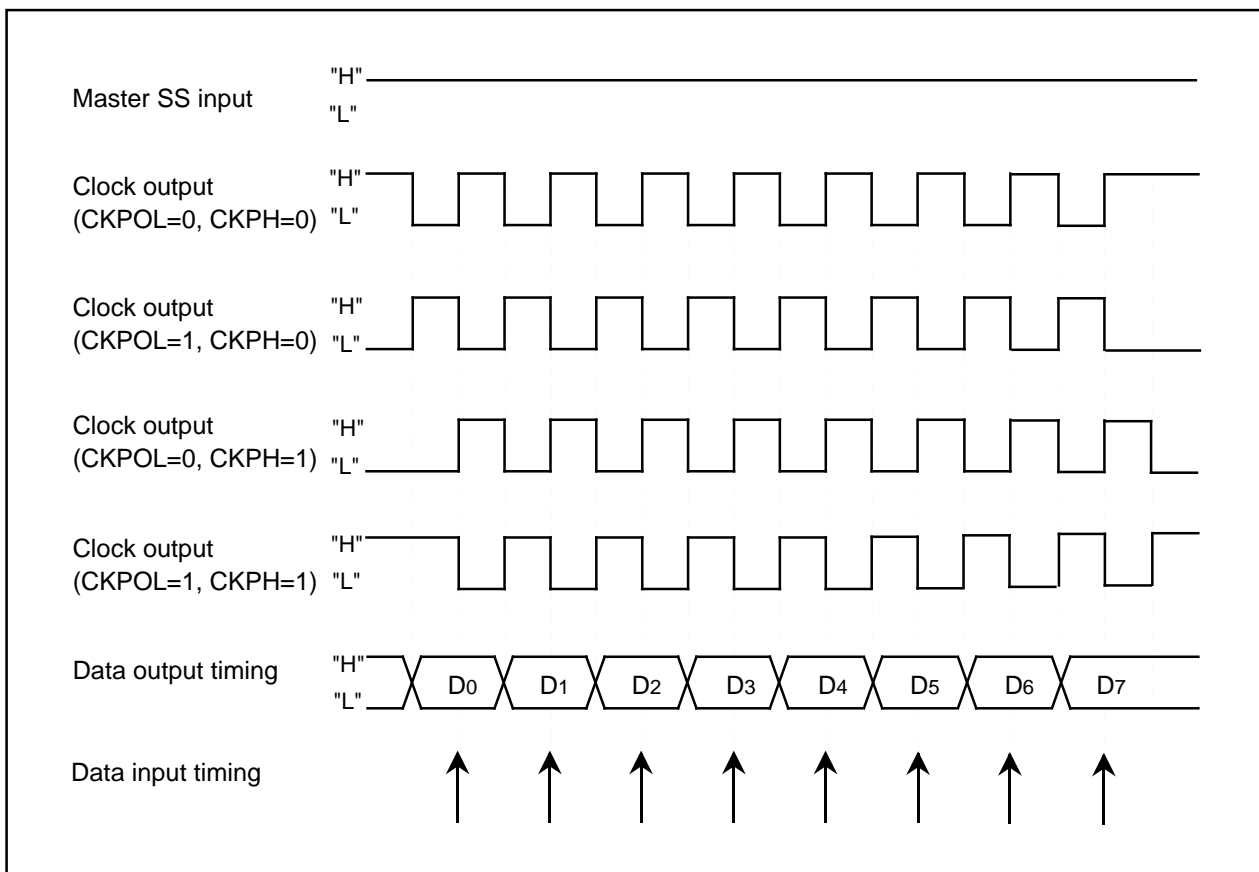 Master SS input
"H"
"L"
Clock output
(CKPOL=0, CKPH=0)
"H"
"L"
Clock output
(CKPOL=1, CKPH=0)
"H"
"L"
Clock output
(CKPOL=0, CKPH=1)
"H"
"L"
Clock output
(CKPOL=1, CKPH=1)
"H"
"L"
Data output timing
"H"
"L"
D0 D1 D2 D3 D4 D5 D6 D7
Data input timing